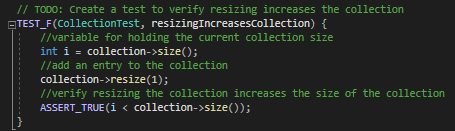 // TODO: Create a test to verify resizing increases the collection
TEST_F(CollectionTest, resizingIncreasesCollection) {
    //variable for holding the current collection size
    int i = collection->size();
    //add an entry to the collection
    collection->resize(1);
    //verify resizing the collection increases the size of the collection
    ASSERT_TRUE(i < collection->size());
}